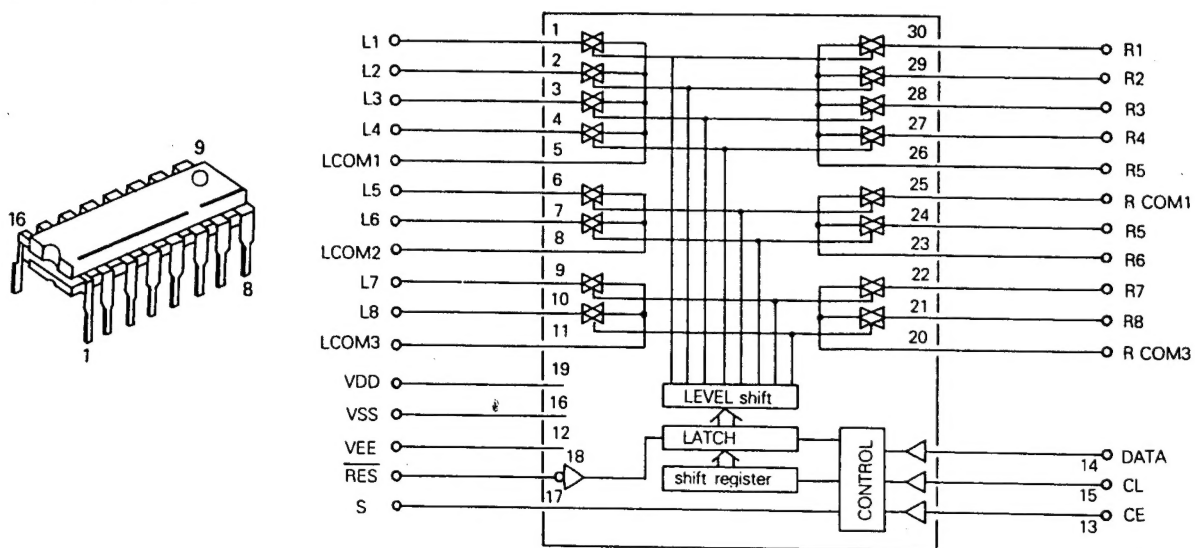 9
16
8
1
L1 1 30 R1
L2 2 29 R2
L3 3 28 R3
L4 4 27 R4
LCOM1 5 26 R5
L5 6 25 R COM1
L6 7 24 R5
LCOM2 8 23 R6
L7 9 22 R7
L8 10 21 R8
LCOM3 11 20 R COM3
VDD 19
LEVEL shift
VSS 16
VEE 12
LATCH
RES 18
shift register
S 17
CONTROL
14 DATA
15 CL
13 CE